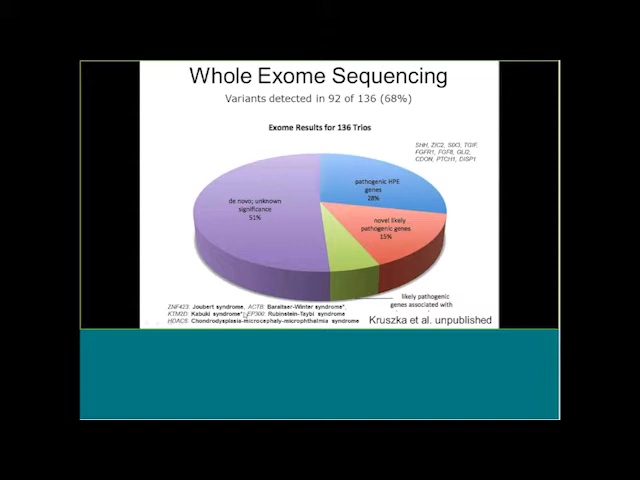 Whole Exome Sequencing
Variants detected in 92 of 136 (68%)
Exome Results for 136 Trios
SHH, ZIC2, SIX3, TGIF,
FGFR1, FGF8, GLI2,
CDON, PTCH1, DISP1
pathogenic HPE
genes
28%
de novo; unknown
significance
51%
novel likely
pathogenic genes
15%
likely pathogenic
genes associated with
ZNF423: Joubert syndrome, ACTB: Baraitser-Winter syndrome*,
KTM2D: Kabuki syndrome*, EP300: Rubinstein-Taybi syndrome
HDAC6: Chondrodysplasia-microcephaly-microphthalmia syndrome
Kruszka et al. unpublished